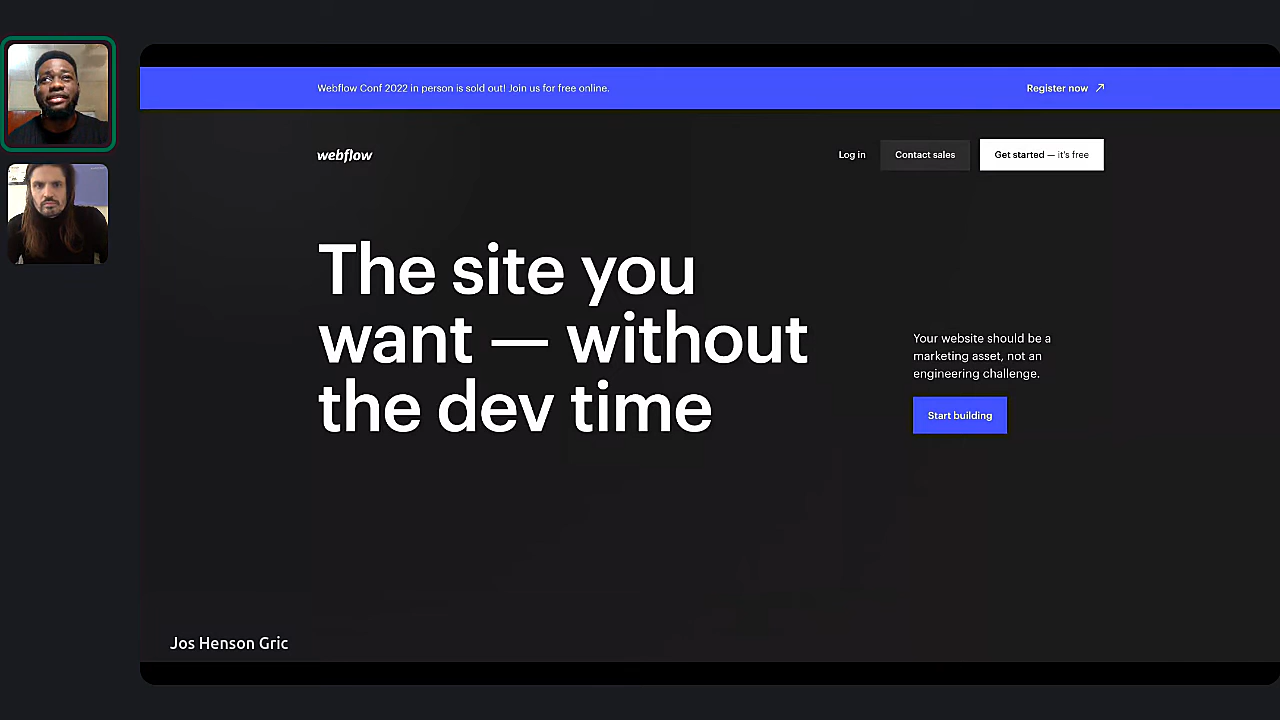 Webflow Conf 2022 in person is sold out! Join us for free online.
Register now
webflow
Log in
Contact sales
Get started — it's free
The site you
want — without
the dev time
Your website should be a
marketing asset, not an
engineering challenge.
Start building
Jos Henson Gric